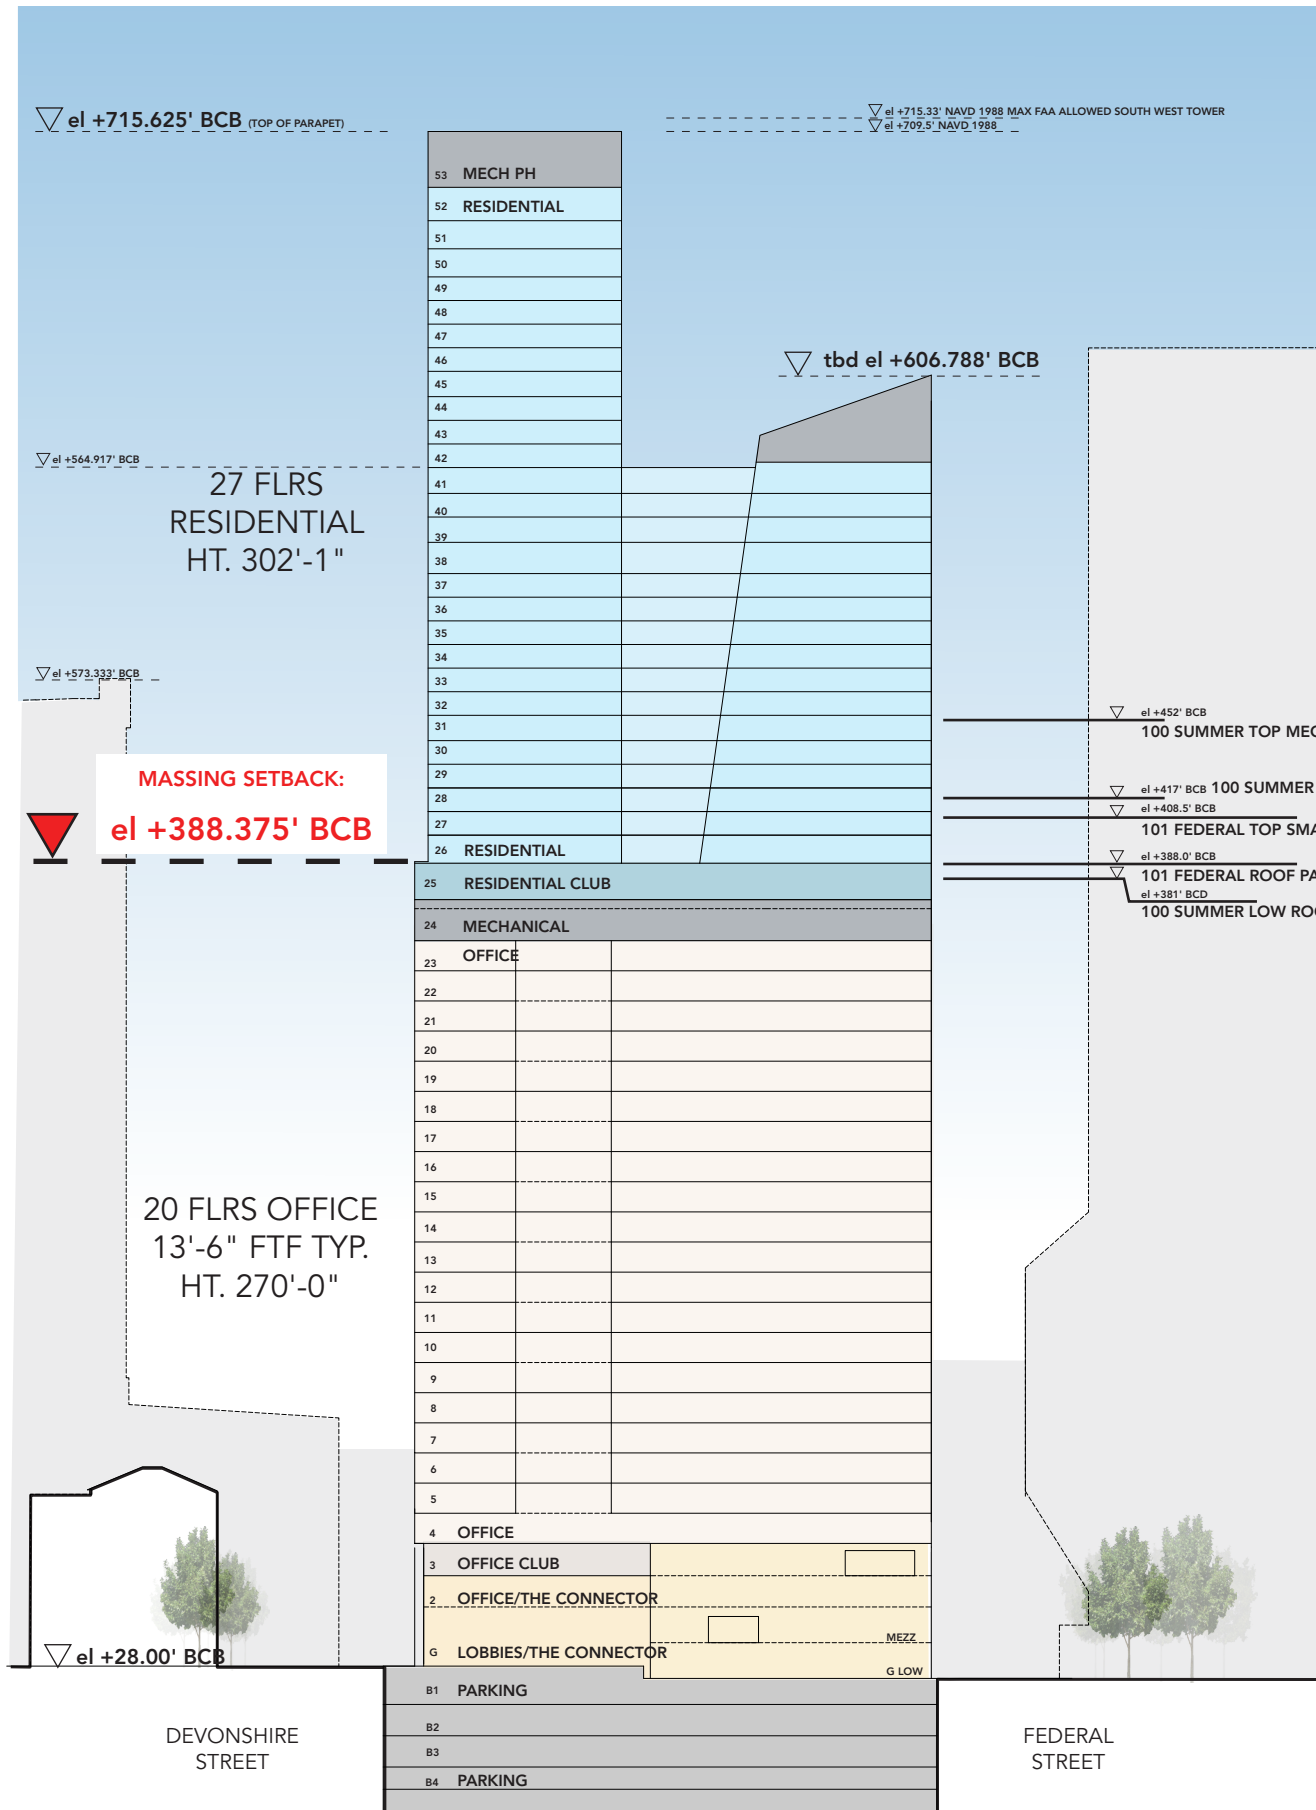 el +715.625' BCB (TOP OF PARAPET)
el +715.33' NAVD 1988 MAX FAA ALLOWED SOUTH WEST TOWER
el +709.5' NAVD 1988
53 MECH PH
52 RESIDENTIAL
51
50
49
48
47
46
45
44
43
42
tbd el +606.788' BCB
el +564.917' BCB
27 FLRS
RESIDENTIAL
HT. 302'-1"
41
40
39
38
37
36
35
34
33
32
31
30
29
28
27
26 RESIDENTIAL
el +573.333' BCB
MASSING SETBACK:
el +388.375' BCB
el +452' BCB
100 SUMMER TOP MEC
el +417' BCB 100 SUMMER
el +408.5' BCB
101 FEDERAL TOP SMA
el +388.0' BCB
101 FEDERAL ROOF PA
el +381' BCD
100 SUMMER LOW ROO
25 RESIDENTIAL CLUB
24 MECHANICAL
23 OFFICE
22
21
20
19
18
17
16
15
14
13
12
11
10
9
8
7
6
5
4 OFFICE
20 FLRS OFFICE
13'-6" FTF TYP.
HT. 270'-0"
3 OFFICE CLUB
2 OFFICE/THE CONNECTOR
MEZZ
G LOBBIES/THE CONNECTOR
G LOW
el +28.00' BCB
B1 PARKING
B2
B3
B4 PARKING
DEVONSHIRE
STREET
FEDERAL
STREET